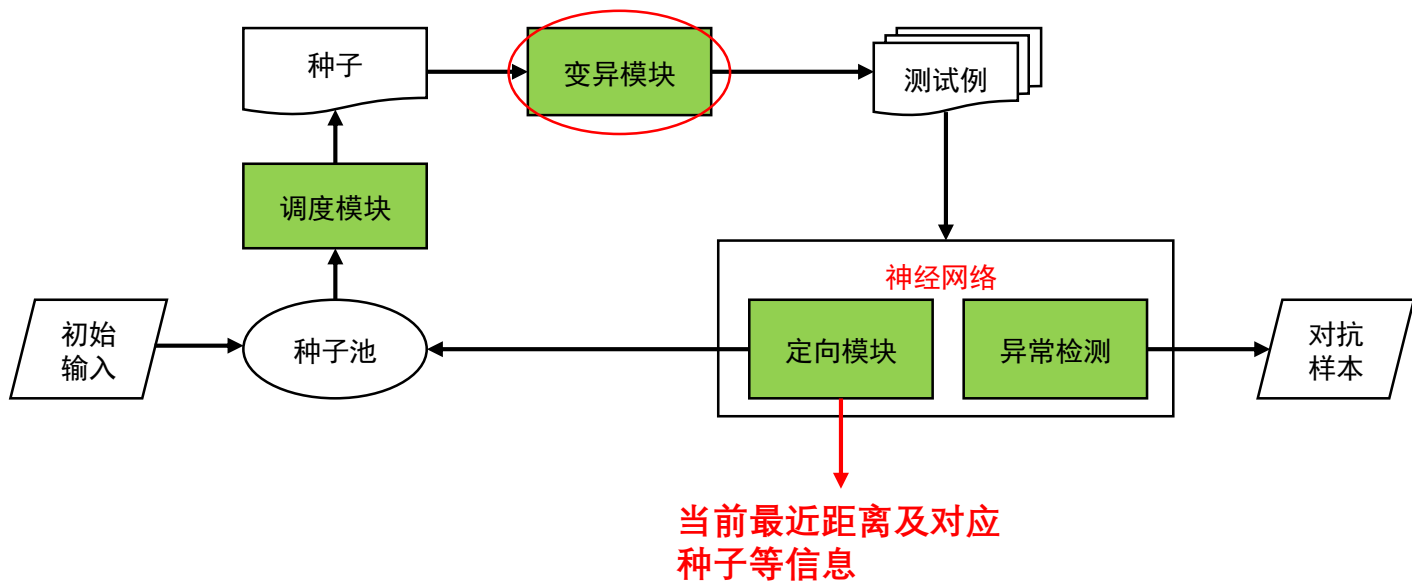 种子
变异模块
测试例
调度模块
神经网络
初始
输入
种子池
定向模块
异常检测
对抗
样本
当前最近距离及对应
种子等信息